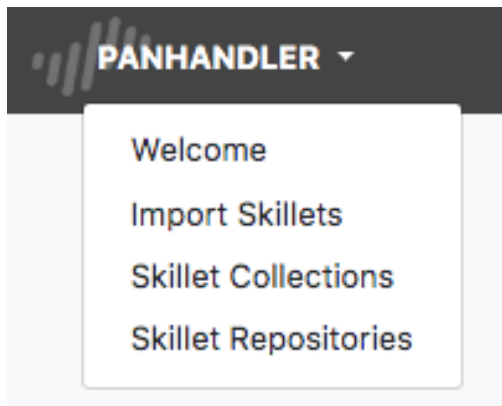 PANHANDLER
Welcome
Import Skillets
Skillet Collections
Skillet Repositories